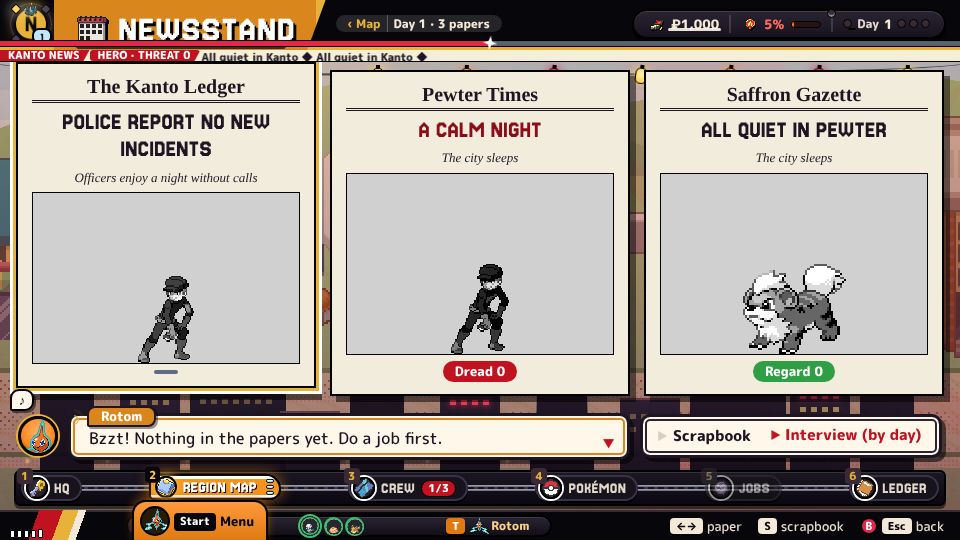 NEWSSTAND
‹ Map
Day 1 · 3 papers
₽1,000
5%
Day 1
KANTO NEWS
HERO · THREAT 0
All quiet in Kanto ◆ All quiet in Kanto ◆
The Kanto Ledger
POLICE REPORT NO NEW
INCIDENTS
Officers enjoy a night without calls
Pewter Times
A CALM NIGHT
The city sleeps
Dread 0
Saffron Gazette
ALL QUIET IN PEWTER
The city sleeps
Regard 0
♪
Rotom
Bzzt! Nothing in the papers yet. Do a job first.
Scrapbook
Interview (by day)
1 HQ
2 REGION MAP
3 CREW 1/3
4 POKÉMON
5 JOBS
6 LEDGER
Start Menu
T Rotom
←→ paper
S scrapbook
B Esc back